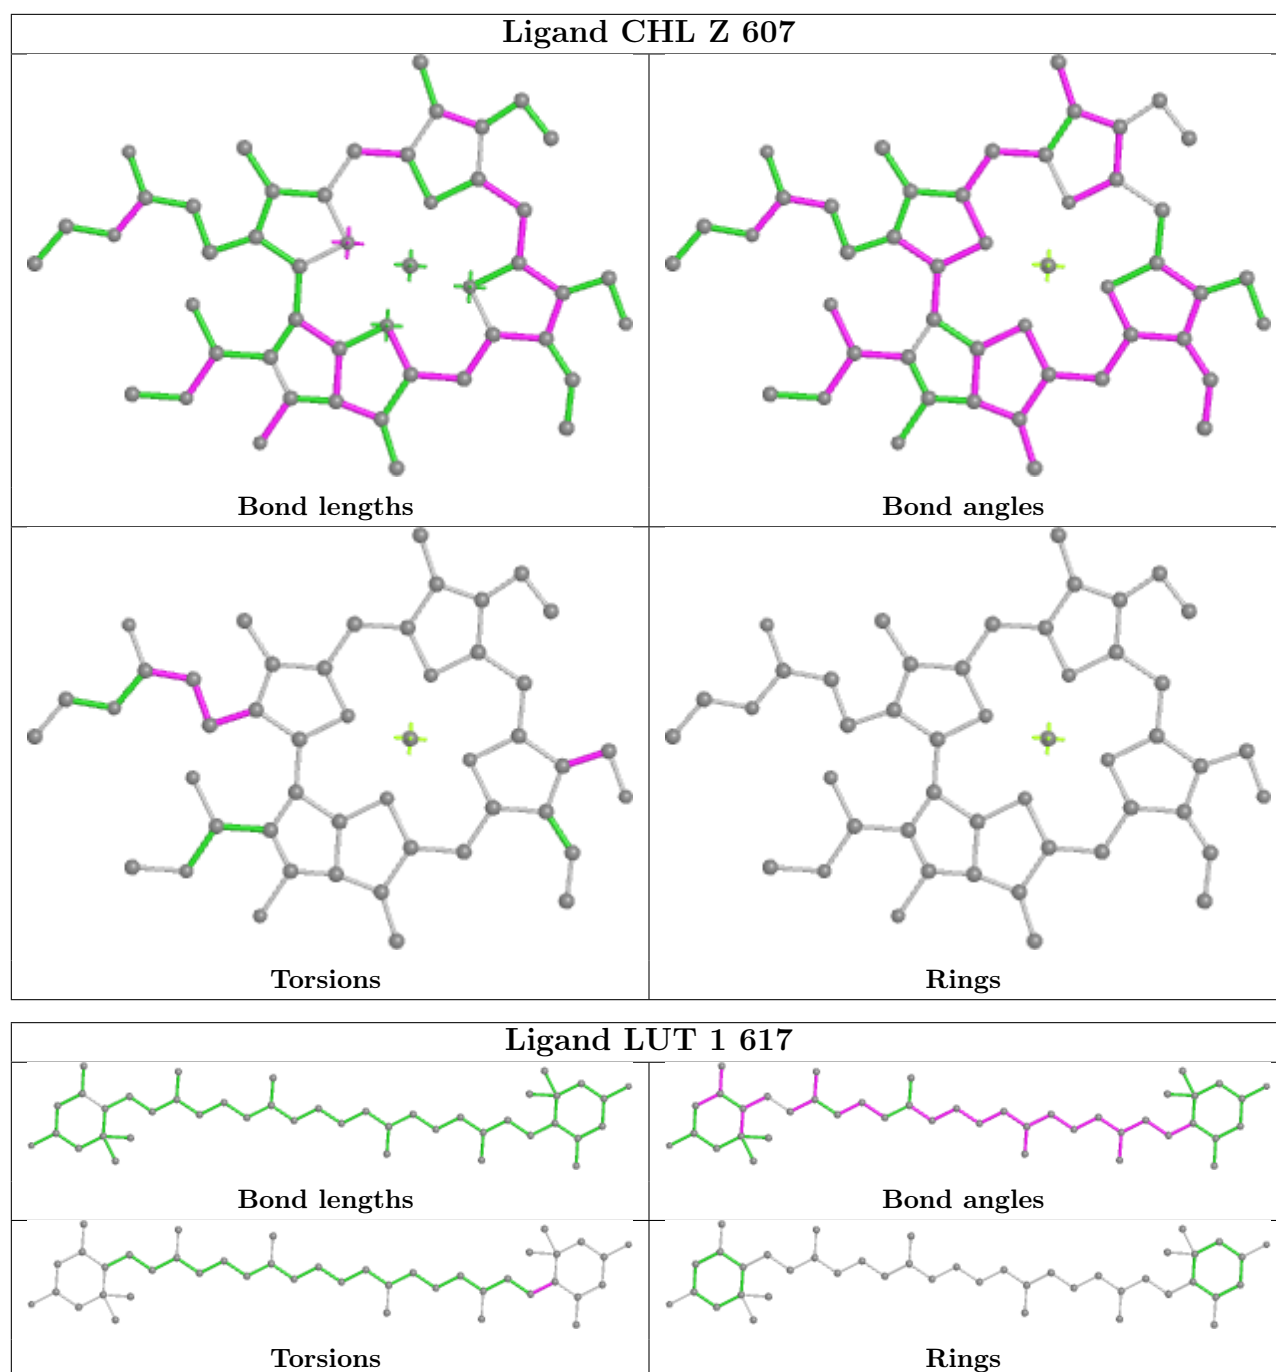 Ligand CHL Z 607
Bond lengths
Bond angles
Torsions
Rings
Ligand LUT 1 617
Bond lengths
Bond angles
Torsions
Rings